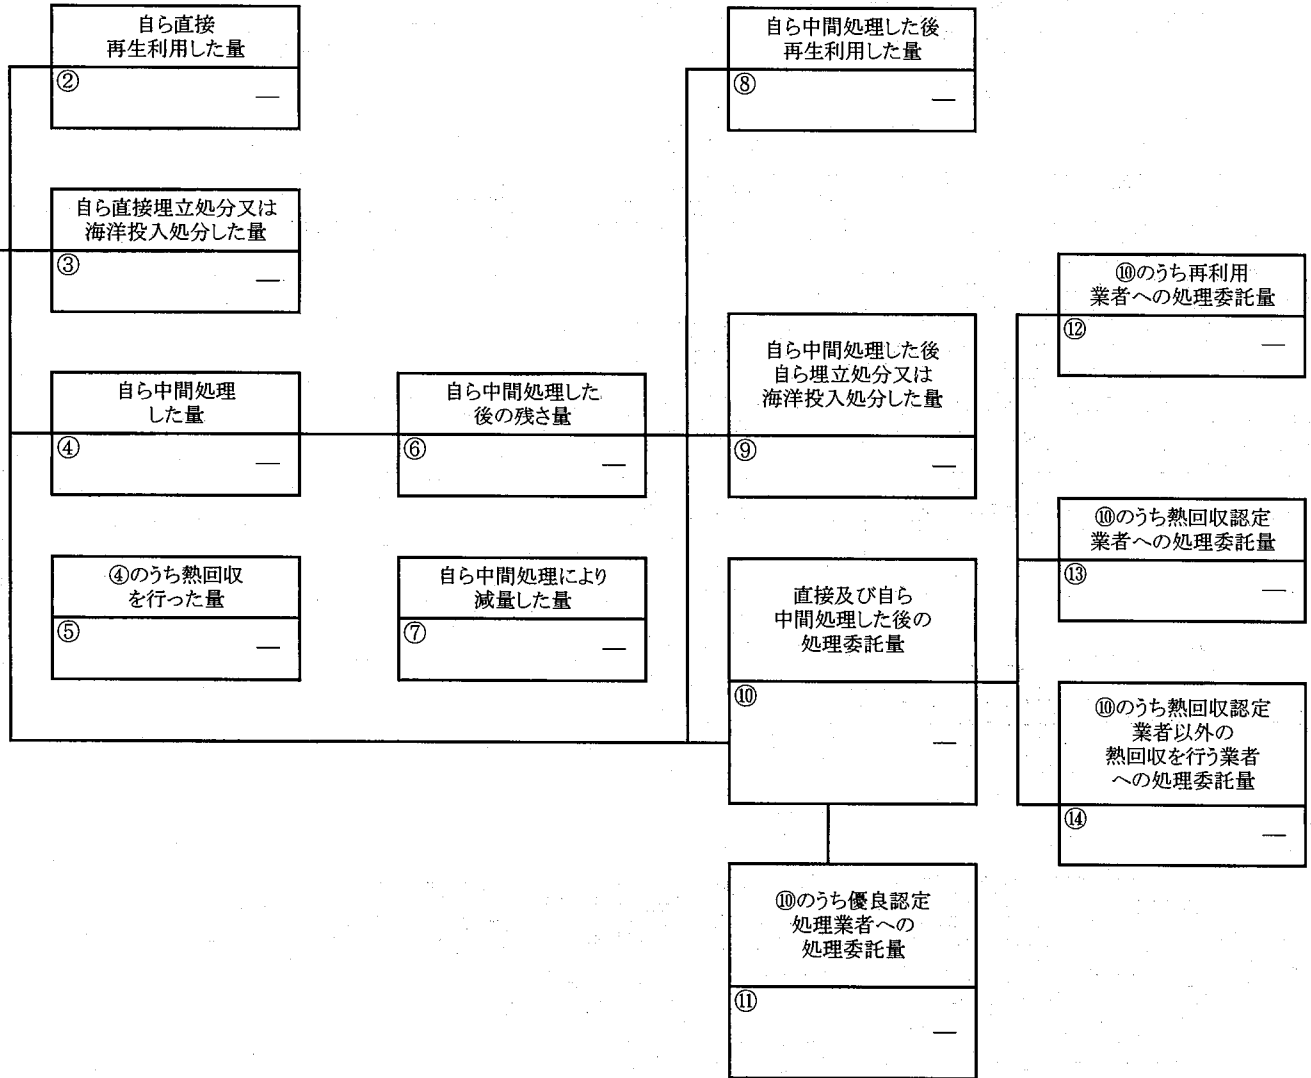 自ら直接
再生利用した量
②
―
自ら直接埋立処分又は
海洋投入処分した量
③
―
自ら中間処理
した量
④
―
④のうち熱回収
を行った量
⑤
―
自ら中間処理した
後の残さ量
⑥
―
自ら中間処理により
減量した量
⑦
―
自ら中間処理した後
再生利用した量
⑧
―
自ら中間処理した後
自ら埋立処分又は
海洋投入処分した量
⑨
―
直接及び自ら
中間処理した後の
処理委託量
⑩
―
⑩のうち優良認定
処理業者への
処理委託量
⑪
―
⑩のうち再利用
業者への処理委託量
⑫
―
⑩のうち熱回収認定
業者への処理委託量
⑬
―
⑩のうち熱回収認定
業者以外の
熱回収を行う業者
への処理委託量
⑭
―